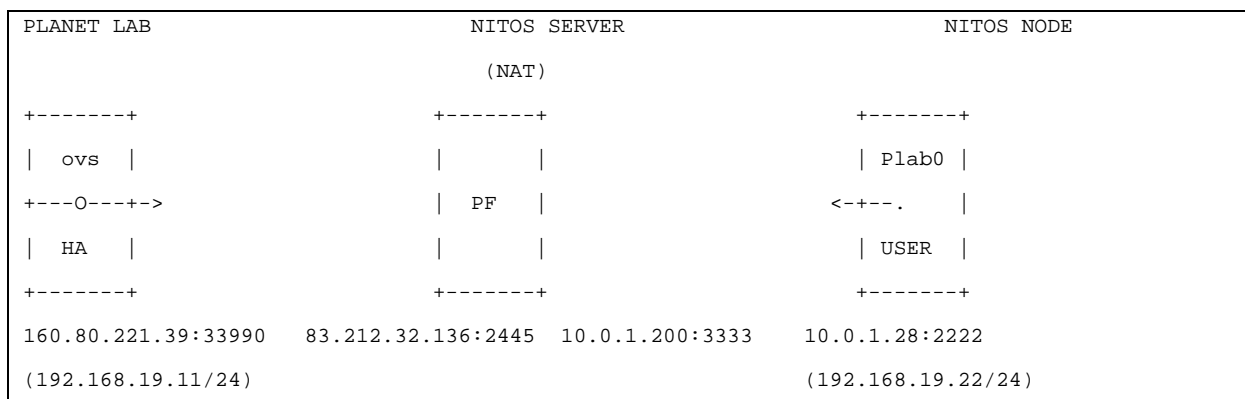 PLANET LAB                          NITOS SERVER                          NITOS NODE
                                      (NAT)
+-------+                         +-------+                         +-------+
|  ovs  |                         |       |                         | Plab0 |
+---O---+->                       |  PF   |                       <-+--.    |
|  HA   |                         |       |                         | USER  |
+-------+                         +-------+                         +-------+
160.80.221.39:33990   83.212.32.136:2445  10.0.1.200:3333    10.0.1.28:2222
(192.168.19.11/24)                                           (192.168.19.22/24)